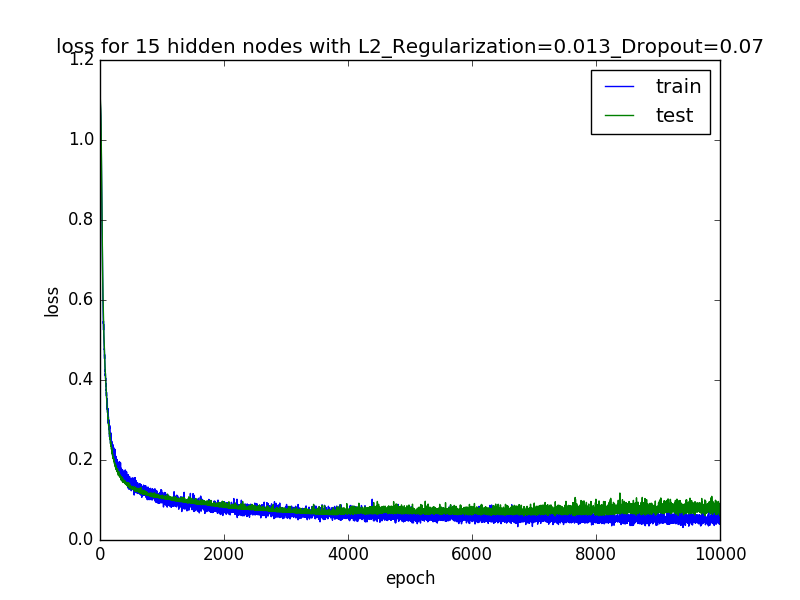 loss for 15 hidden nodes with L2_Regularization=0.013_Dropout=0.07
1.2
1.0
0.8
0.6
0.4
0.2
0.0
loss
train
test
0 2000 4000 6000 8000 10000
epoch